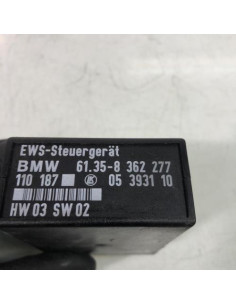 EWS-Steuergerät
BMW 61.35-8 362 277
110 187 05 3931 10
HW 03 SW 02